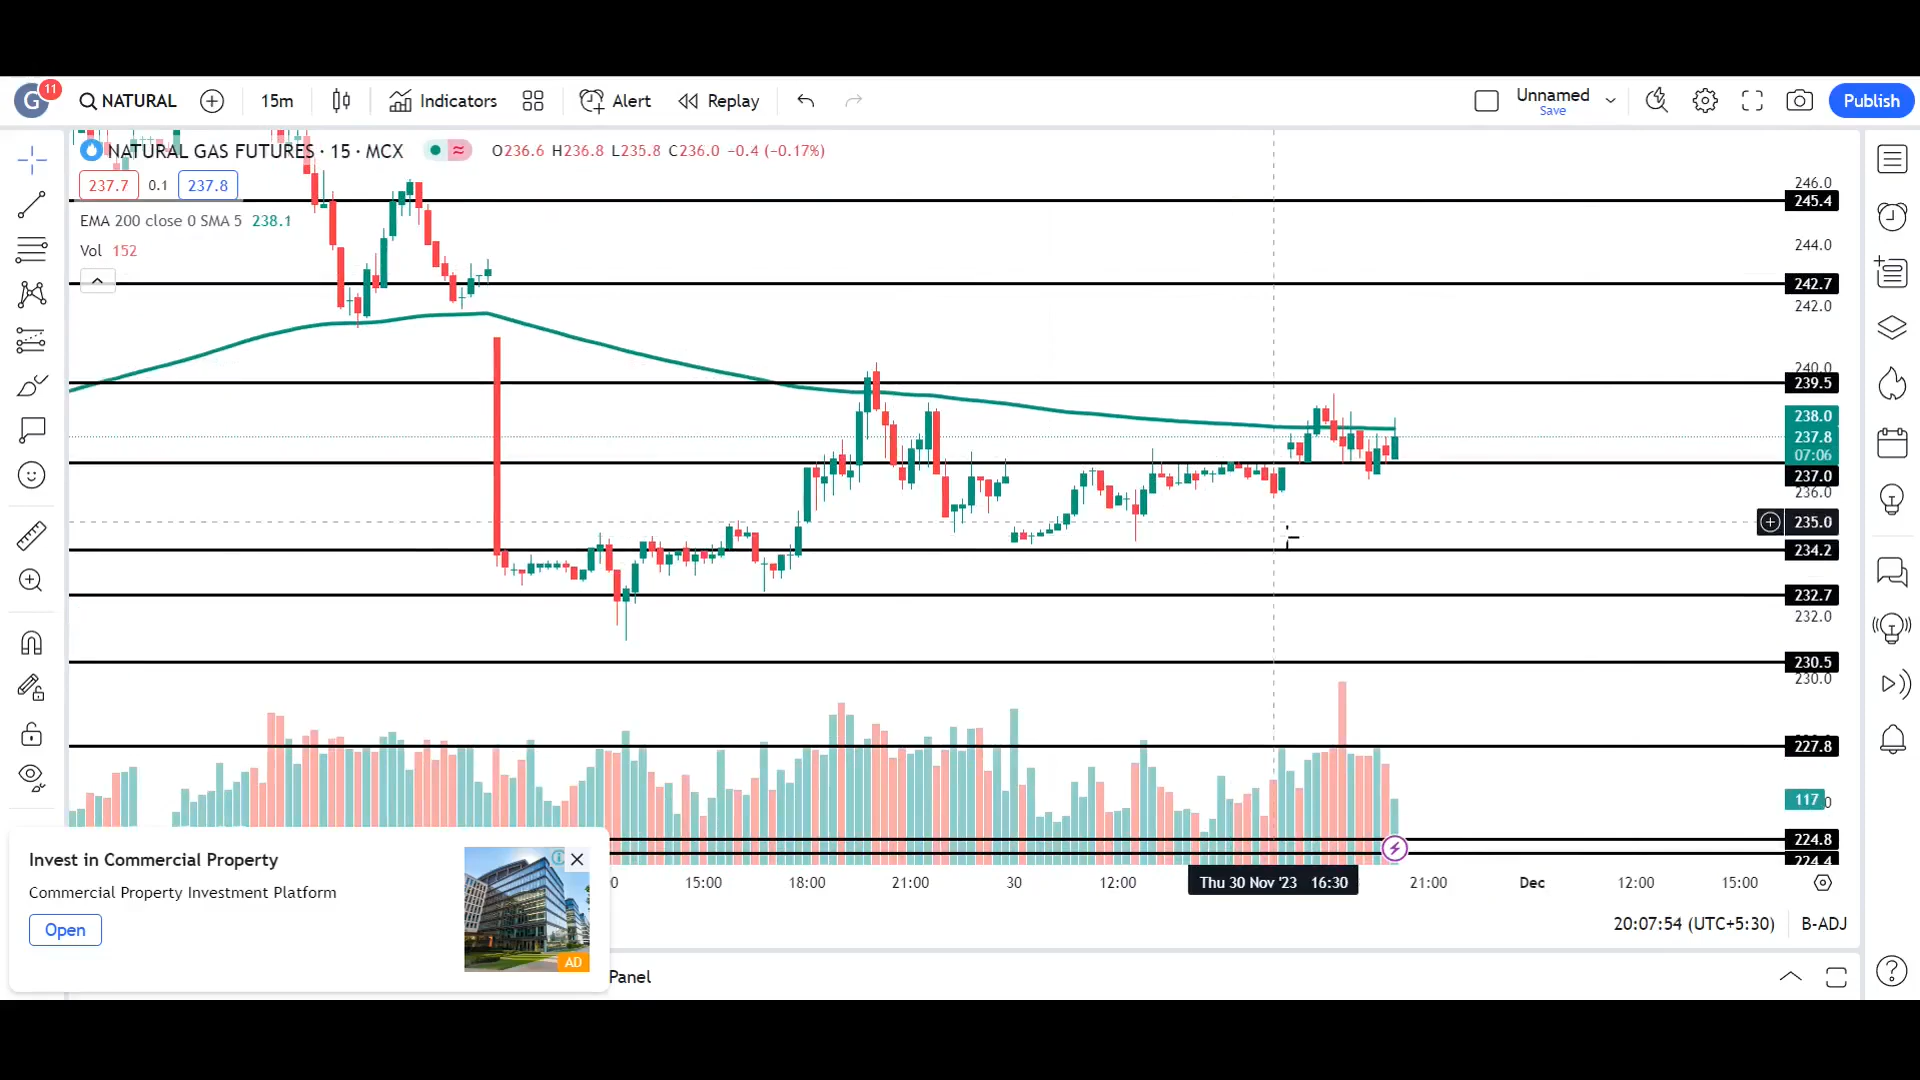 G 11 NATURAL 15m Indicators Alert Replay Unnamed Save Publish
NATURAL GAS FUTURES · 15 · MCX O236.6 H236.8 L235.8 C236.0 −0.4 (−0.17%)
237.7 0.1 237.8
EMA 200 close 0 SMA 5 238.1
Vol 152
246.0
245.4
244.0
242.7
242.0
240.0
239.5
238.0
237.8
07:06
237.0
236.0
235.0
234.2
232.7
232.0
230.5
230.0
227.8
117
224.8
224.4
15:00 18:00 21:00 30 12:00 Thu 30 Nov '23 16:30 21:00 Dec 12:00 15:00
20:07:54 (UTC+5:30) B-ADJ
Invest in Commercial Property
Commercial Property Investment Platform
Open
AD
Panel